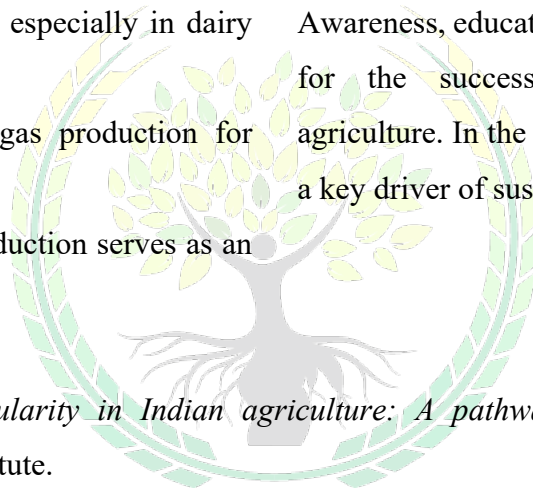 especially in dairy
gas production for
duction serves as an
Awareness, educat
for the success
agriculture. In the
a key driver of sus
ularity in Indian agriculture: A pathw
tute.